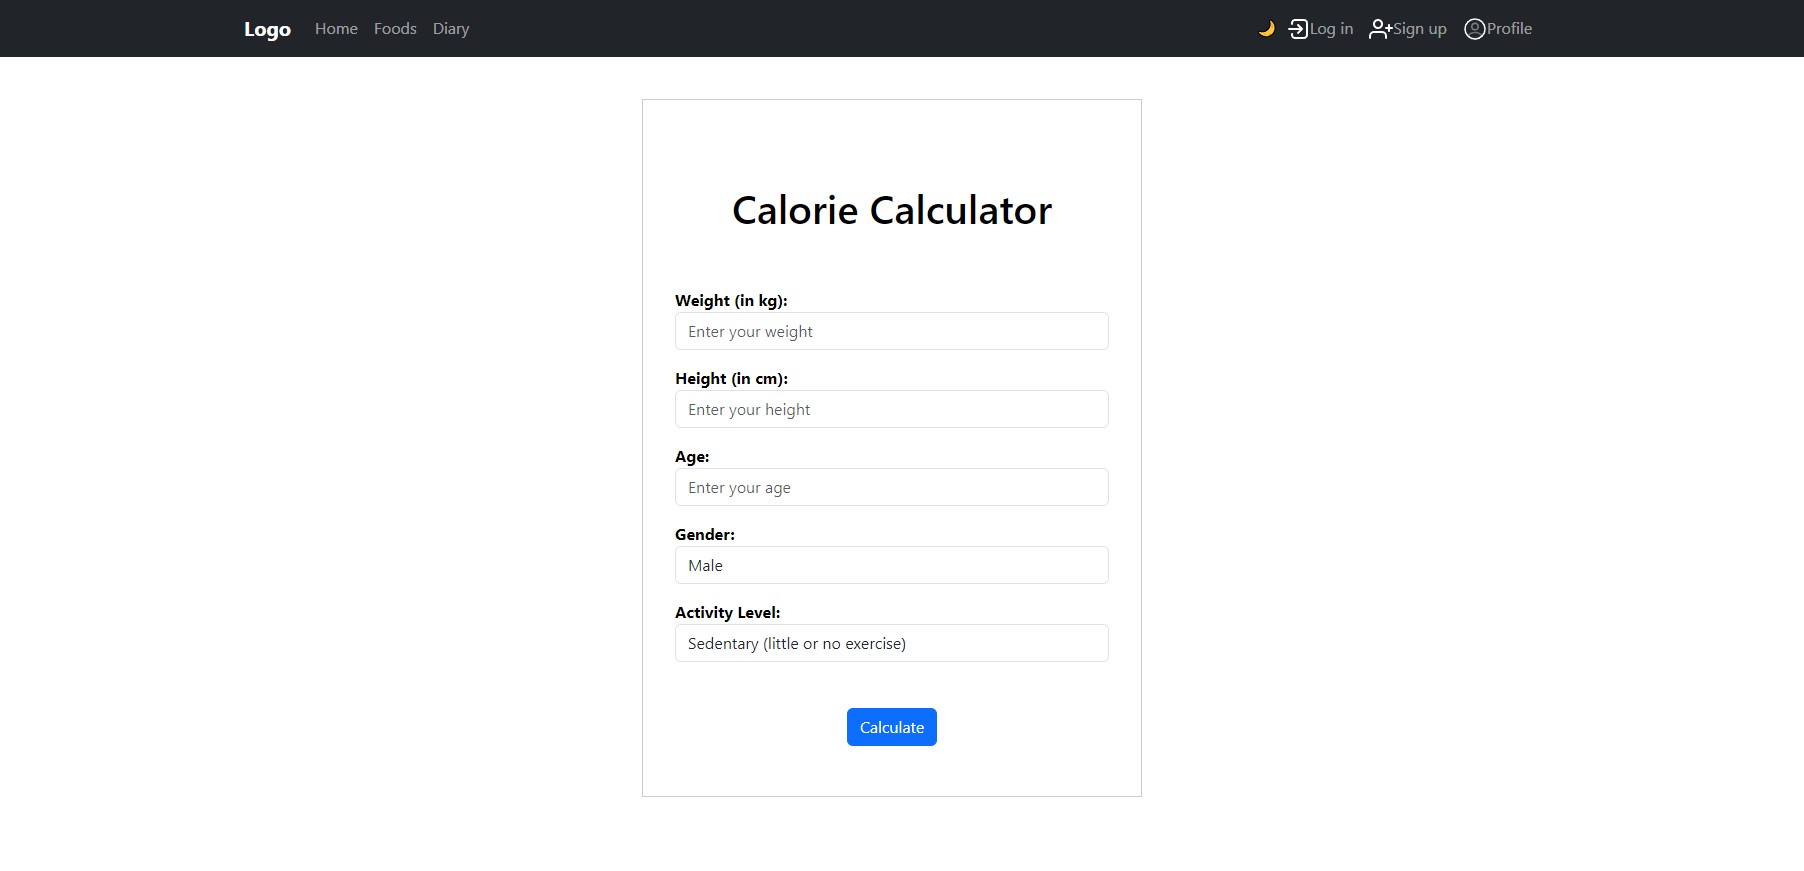 Logo Home Foods Diary Log in Sign up Profile
Calorie Calculator
Weight (in kg):
Enter your weight
Height (in cm):
Enter your height
Age:
Enter your age
Gender:
Male
Activity Level:
Sedentary (little or no exercise)
Calculate